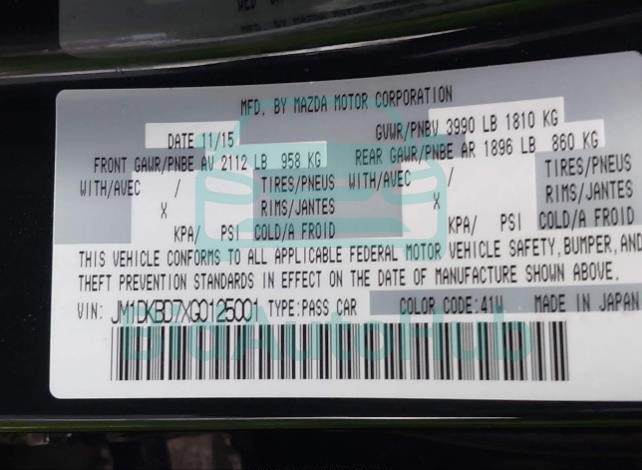 MFD. BY MAZDA MOTOR CORPORATION
DATE 11/15 GVWR/PNBV 3990 LB 1810 KG
FRONT GAWR/PNBE AV 2112 LB 958 KG REAR GAWR/PNBE AR 1896 LB 860 KG
WITH/AVEC / TIRES/PNEUS WITH/AVEC / TIRES/PNEUS
X RIMS/JANTES X RIMS/JANTES
KPA/ PSI COLD/A FROID KPA/ PSI COLD/A FROID
THIS VEHICLE CONFORMS TO ALL APPLICABLE FEDERAL MOTOR VEHICLE SAFETY, BUMPER, AND
THEFT PREVENTION STANDARDS IN EFFECT ON THE DATE OF MANUFACTURE SHOWN ABOVE.
VIN: JM1DKBD7XG0125001 TYPE:PASS CAR COLOR CODE:41W MADE IN JAPAN
BidAutoHub